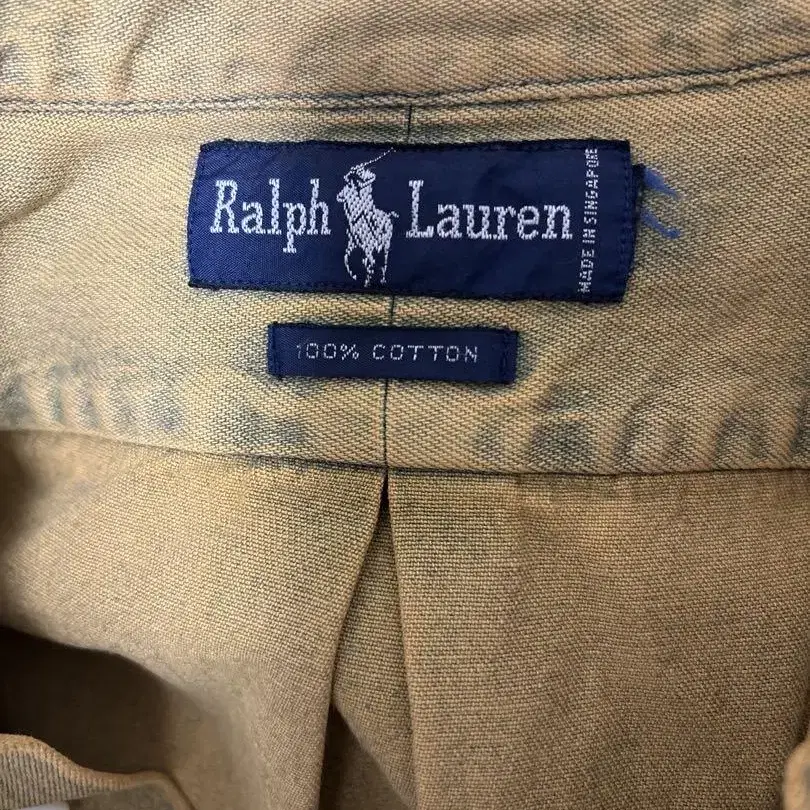 Ralph Lauren
MADE IN SINGAPORE
100% COTTON